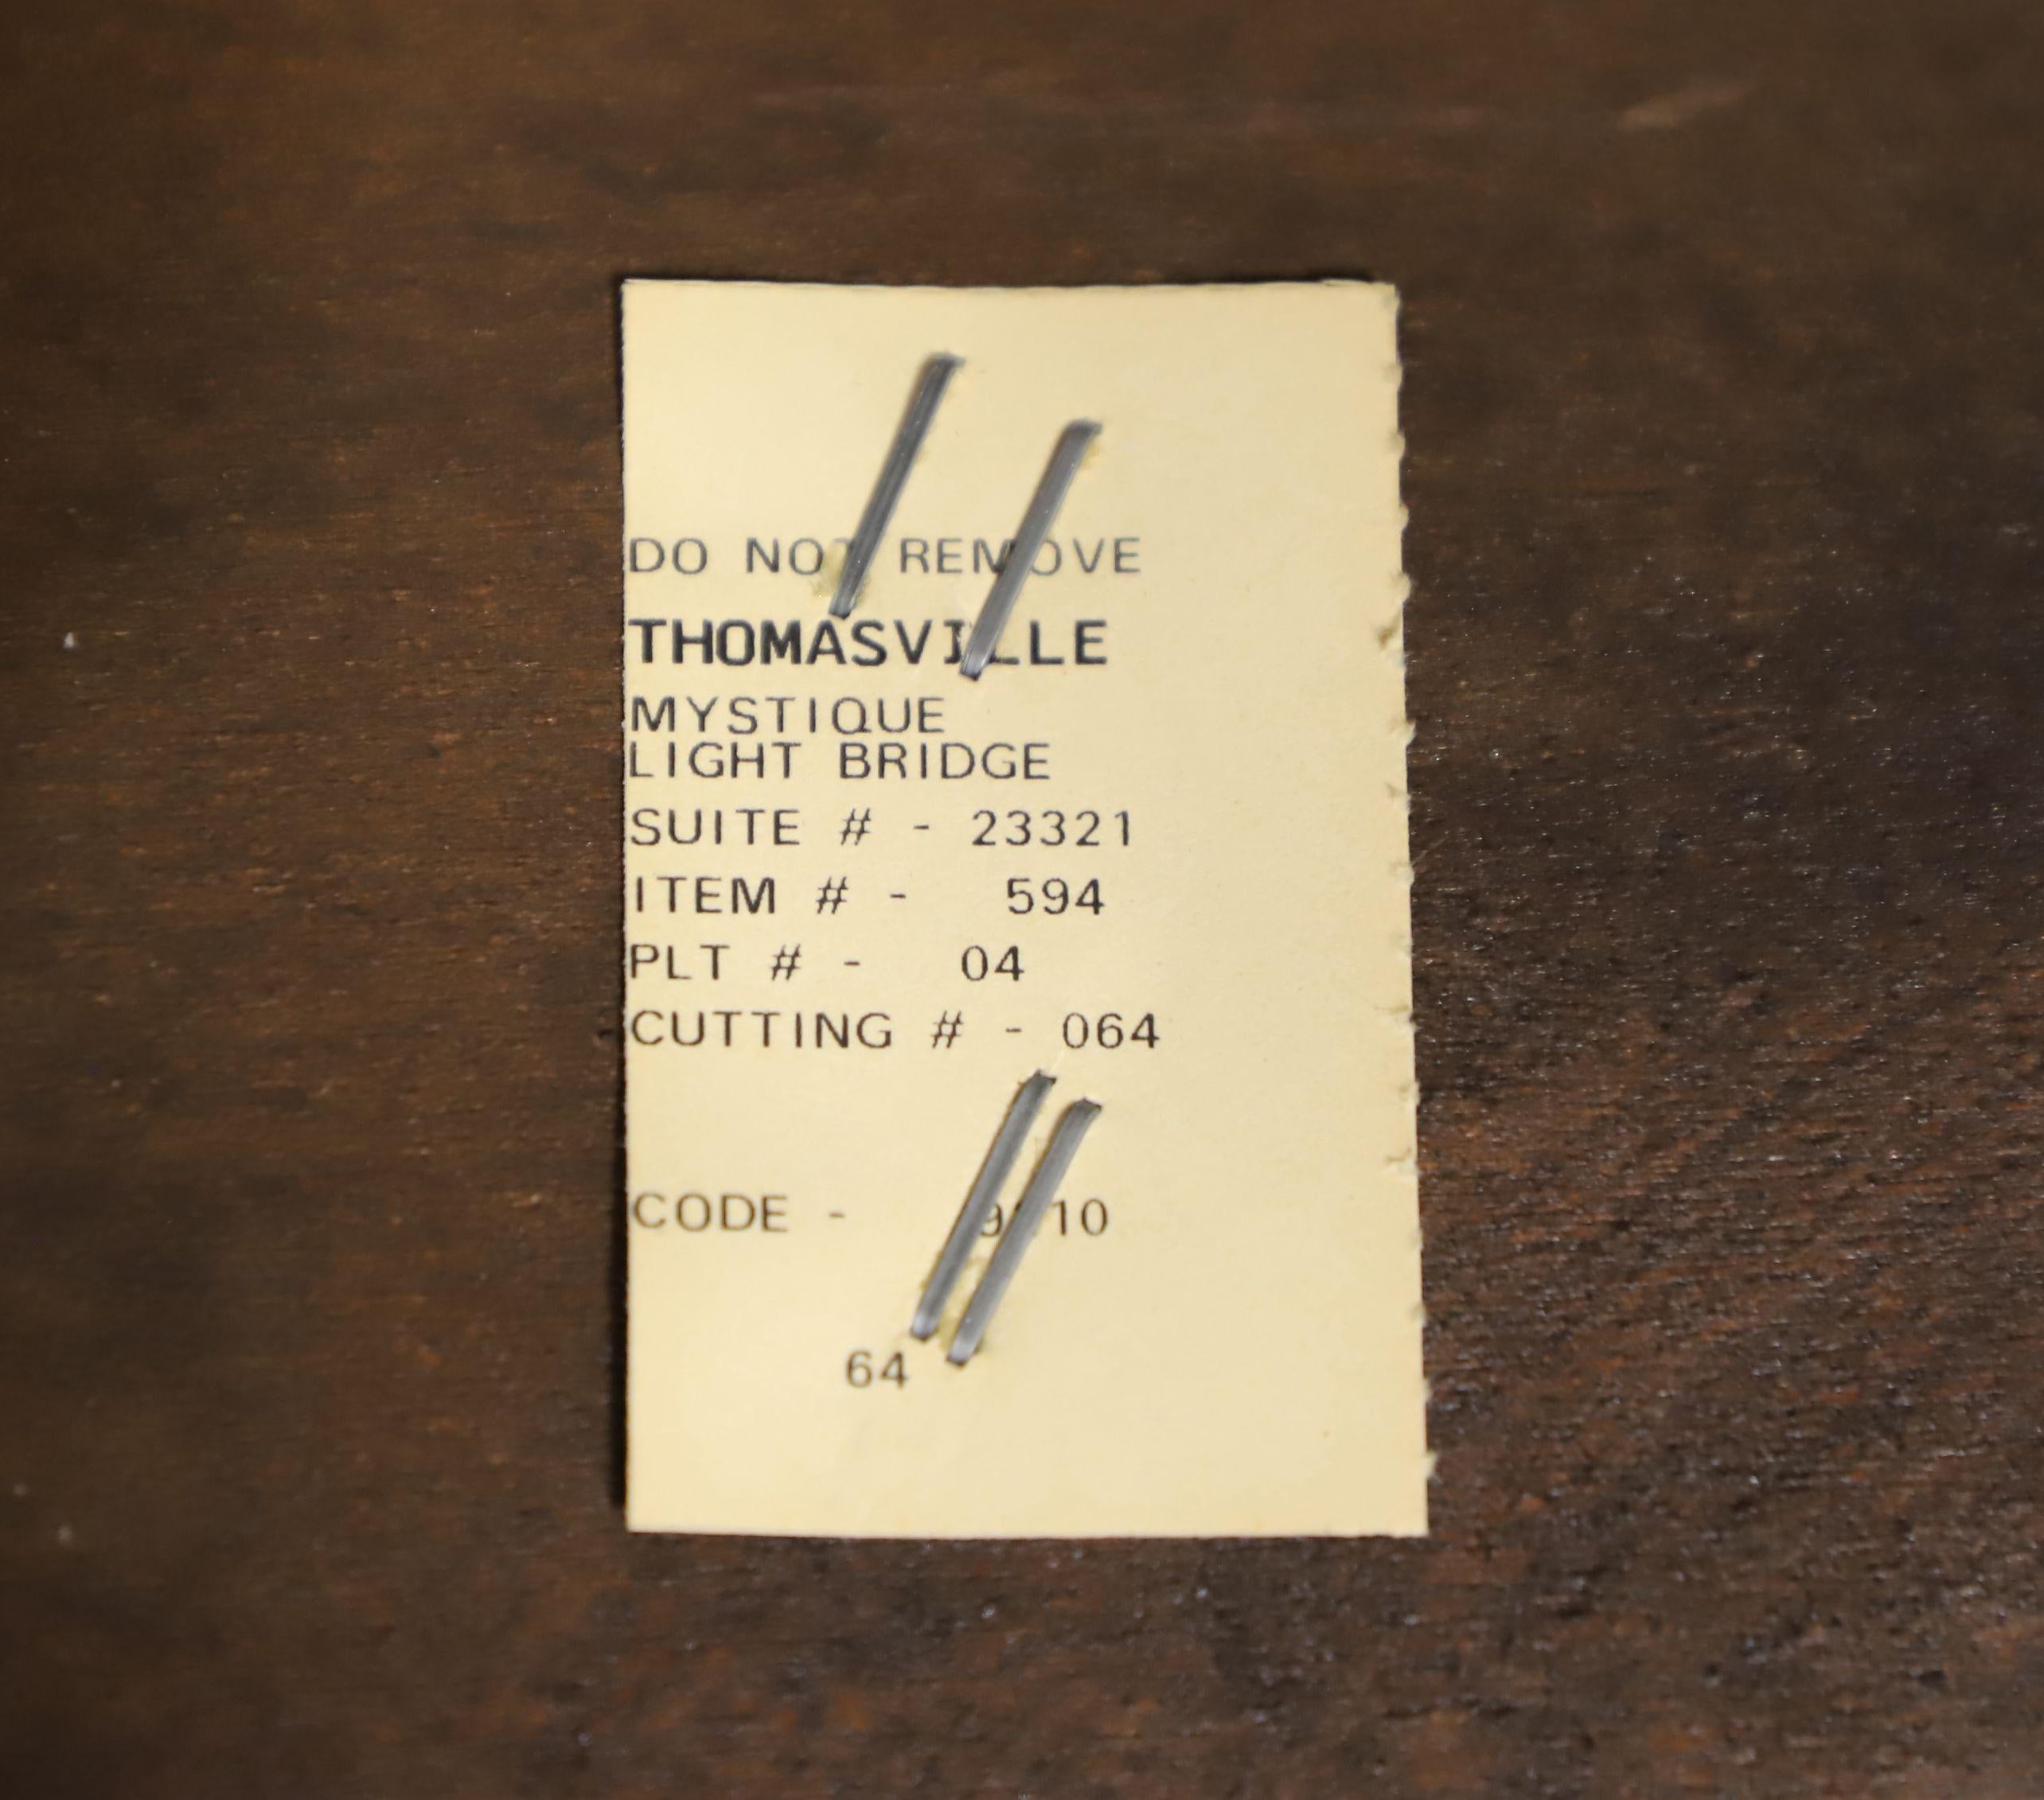 DO NOT REMOVE
THOMASVILLE
MYSTIQUE
LIGHT BRIDGE
SUITE # - 23321
ITEM # - 594
PLT # - 04
CUTTING # - 064
CODE -
64